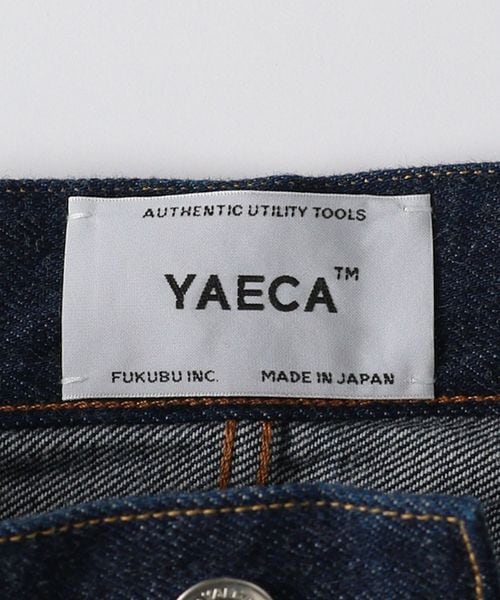 AUTHENTIC UTILITY TOOLS
YAECA™
FUKUBU INC. MADE IN JAPAN